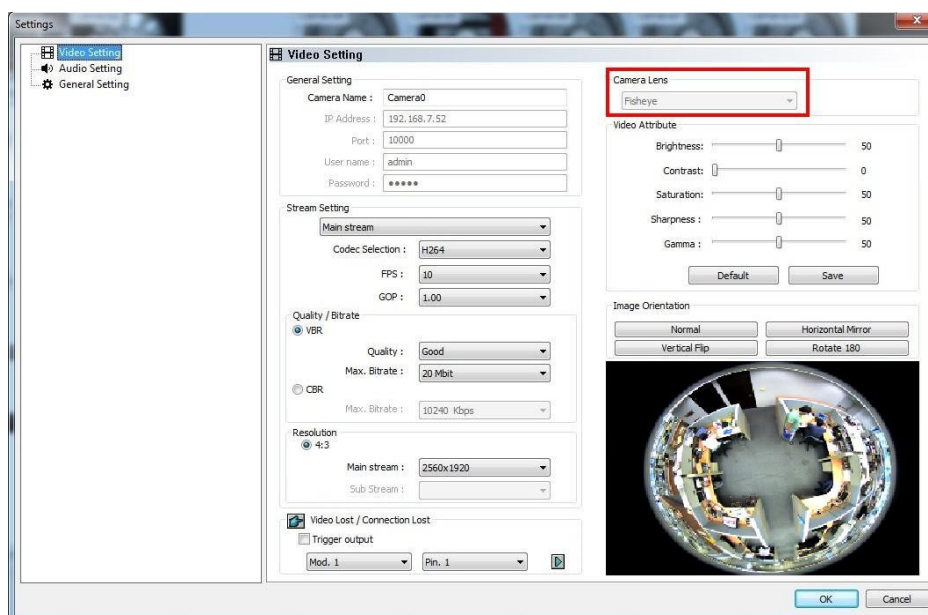 Settings
Video Setting
Audio Setting
General Setting
Video Setting
General Setting
Camera Name : Camera0
IP Address : 192.168.7.52
Port : 10000
User name : admin
Password : •••••
Stream Setting
Main stream
Codec Selection : H264
FPS : 10
GOP : 1.00
Quality / Bitrate
VBR
Quality : Good
Max. Bitrate : 20 Mbit
CBR
Max. Bitrate : 10240 Kbps
Resolution
4:3
Main stream : 2560x1920
Sub Stream :
Video Lost / Connection Lost
Trigger output
Mod. 1 Pin. 1
Camera Lens
Fisheye
Video Attribute
Brightness: 50
Contrast: 0
Saturation: 50
Sharpness : 50
Gamma : 50
Default Save
Image Orientation
Normal Horizontal Mirror
Vertical Flip Rotate 180
OK Cancel